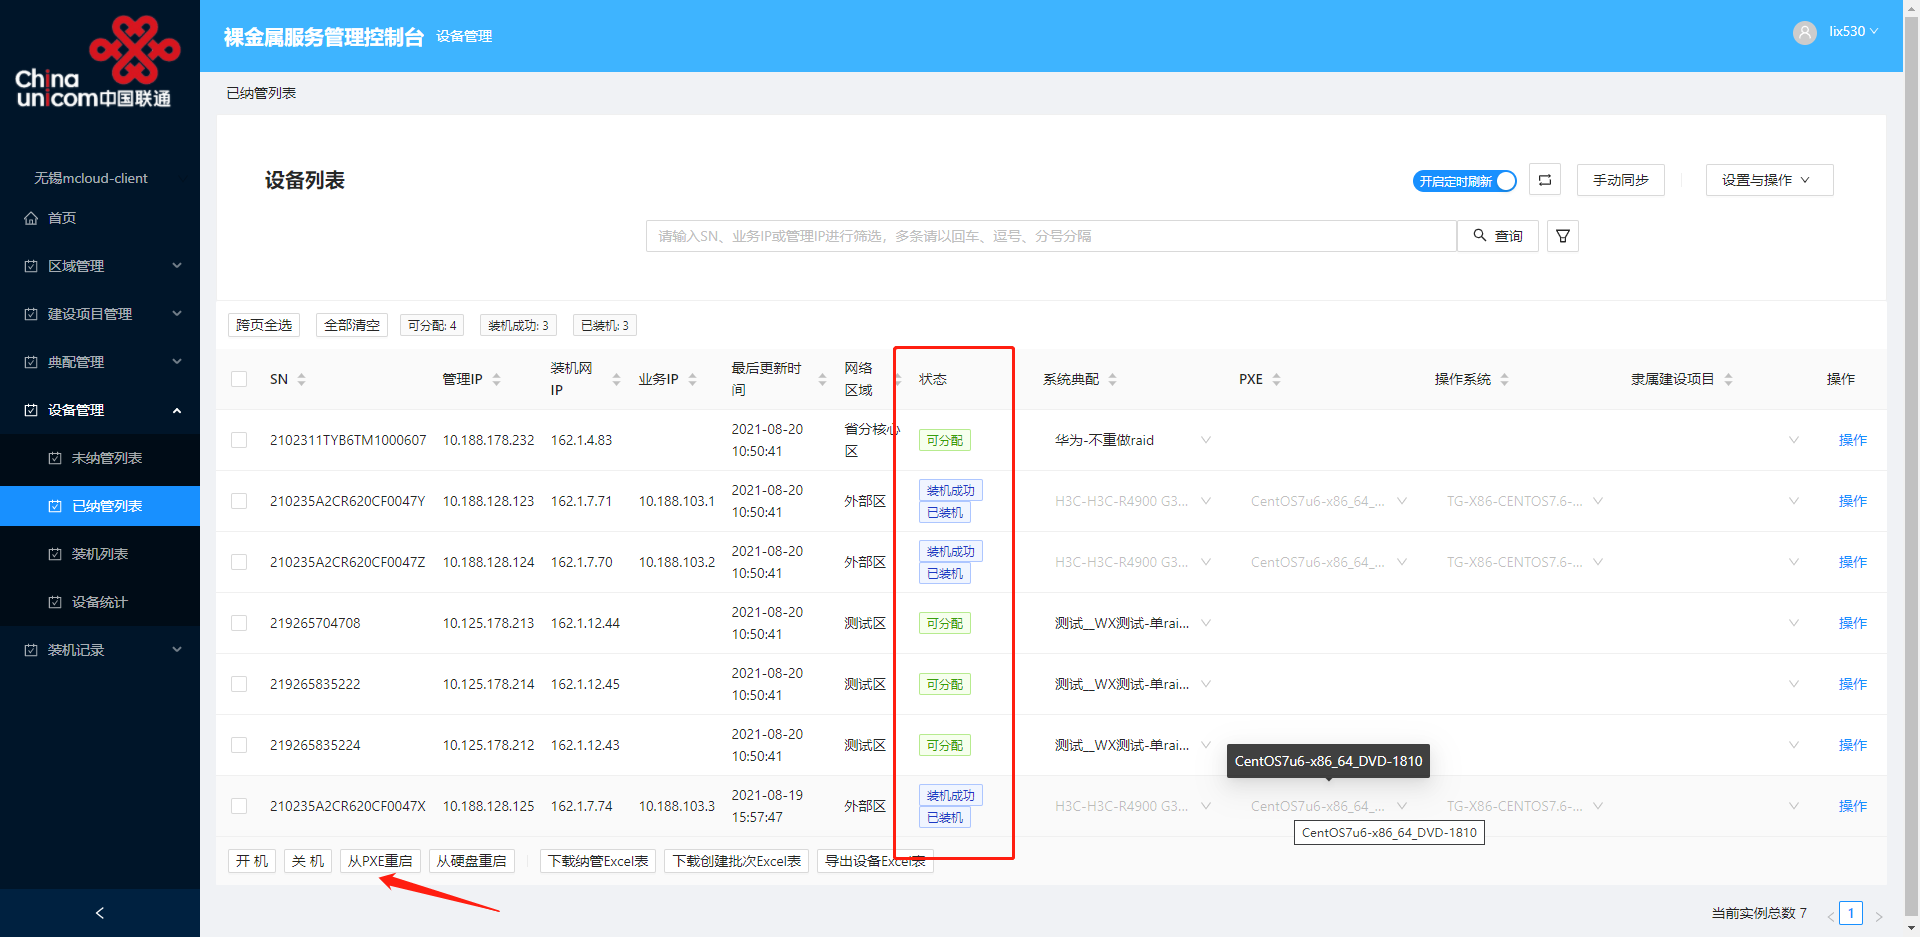 China
unicom中国联通
裸金属服务管理控制台 设备管理
lix530
无锡mcloud-client
首页
区域管理
建设项目管理
典配管理
设备管理
未纳管列表
已纳管列表
装机列表
设备统计
装机记录
已纳管列表
设备列表
开启定时刷新
手动同步
设置与操作
请输入SN、业务IP或管理IP进行筛选，多条请以回车、逗号、分号分隔
查询
跨页全选 全部清空 可分配: 4 装机成功: 3 已装机: 3
SN 管理IP 装机网IP 业务IP 最后更新时间 网络区域 状态 系统典配 PXE 操作系统 隶属建设项目 操作
2102311TYB6TM1000607 10.188.178.232 162.1.4.83 2021-08-20 10:50:41 省分核心区 可分配 华为-不重做raid 操作
210235A2CR620CF0047Y 10.188.128.123 162.1.7.71 10.188.103.1 2021-08-20 10:50:41 外部区 装机成功 已装机 H3C-H3C-R4900 G3... CentOS7u6-x86_64_... TG-X86-CENTOS7.6-... 操作
210235A2CR620CF0047Z 10.188.128.124 162.1.7.70 10.188.103.2 2021-08-20 10:50:41 外部区 装机成功 已装机 H3C-H3C-R4900 G3... CentOS7u6-x86_64_... TG-X86-CENTOS7.6-... 操作
219265704708 10.125.178.213 162.1.12.44 2021-08-20 10:50:41 测试区 可分配 测试__WX测试-单rai... 操作
219265835222 10.125.178.214 162.1.12.45 2021-08-20 10:50:41 测试区 可分配 测试__WX测试-单rai... 操作
219265835224 10.125.178.212 162.1.12.43 2021-08-20 10:50:41 测试区 可分配 测试__WX测试-单rai... 操作
CentOS7u6-x86_64_DVD-1810
210235A2CR620CF0047X 10.188.128.125 162.1.7.74 10.188.103.3 2021-08-19 15:57:47 外部区 装机成功 已装机 H3C-H3C-R4900 G3... CentOS7u6-x86_64_... TG-X86-CENTOS7.6-... 操作
CentOS7u6-x86_64_DVD-1810
开 机 关 机 从PXE重启 从硬盘重启 下载纳管Excel表 下载创建批次Excel表 导出设备Excel表
当前实例总数 7 1